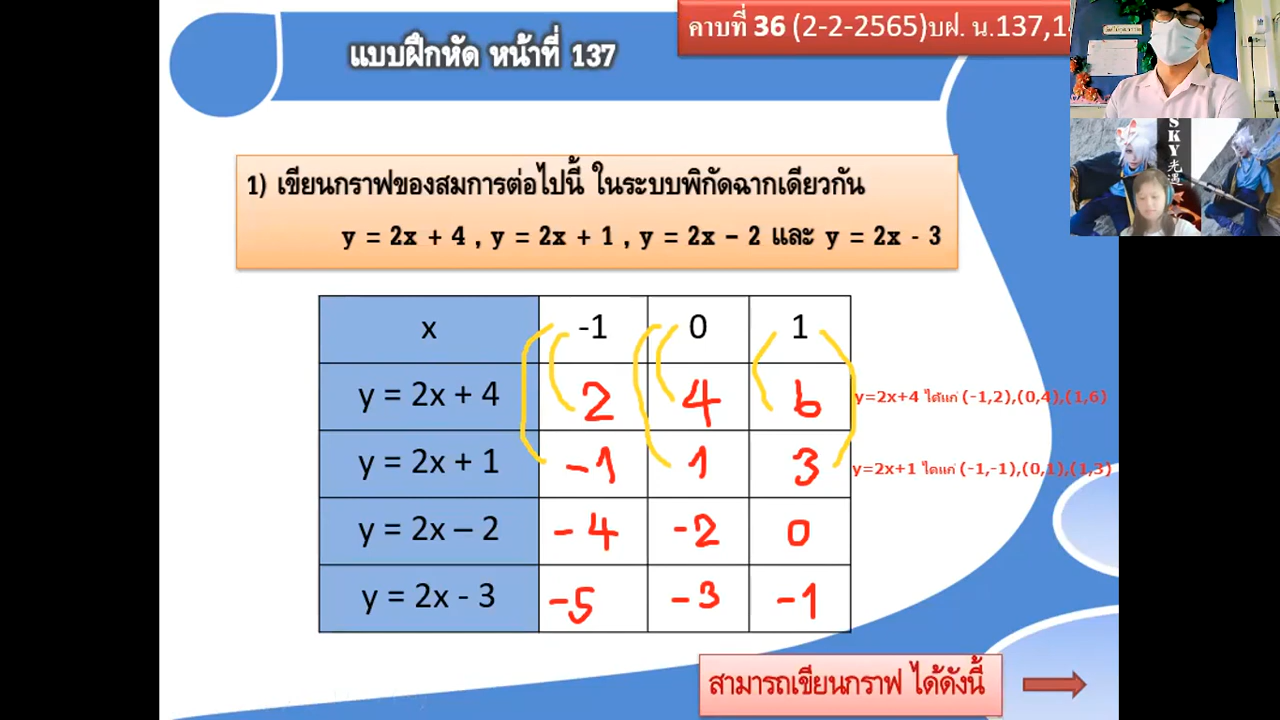 คาบที่ 36 (2-2-2565)บฝ. น.137,1
แบบฝึกหัด หน้าที่ 137
SKY光遇
1) เขียนกราฟของสมการต่อไปนี้ ในระบบพิกัดฉากเดียวกัน
y = 2x + 4 , y = 2x + 1 , y = 2x – 2 และ y = 2x - 3
x -1 0 1
y = 2x + 4 2 4 6 y=2x+4 ได้แก่ (-1,2),(0,4),(1,6)
y = 2x + 1 -1 1 3 y=2x+1 ได้แก่ (-1,-1),(0,1),(1,3)
y = 2x – 2 -4 -2 0
y = 2x - 3 -5 -3 -1
สามารถเขียนกราฟ ได้ดังนี้